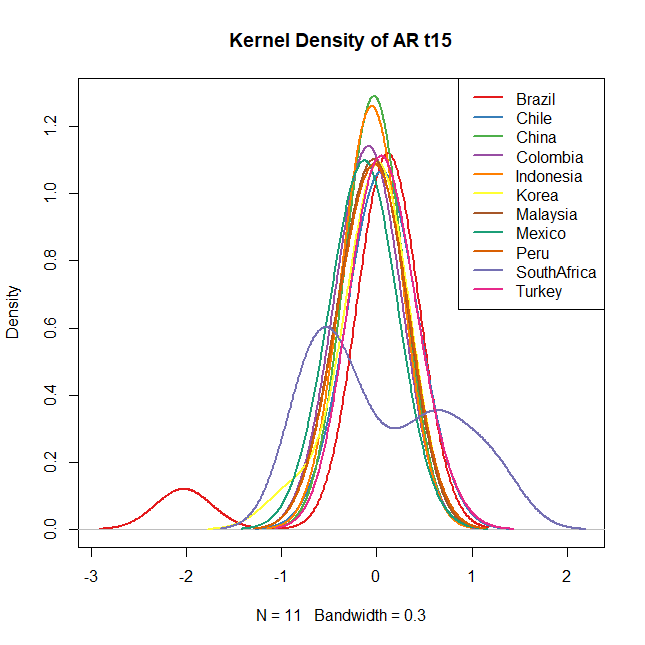 Kernel Density of AR t15
Brazil
Chile
China
Colombia
Indonesia
Korea
Malaysia
Mexico
Peru
SouthAfrica
Turkey
Density
1.2
1.0
0.8
0.6
0.4
0.2
0.0
-3 -2 -1 0 1 2
N = 11 Bandwidth = 0.3